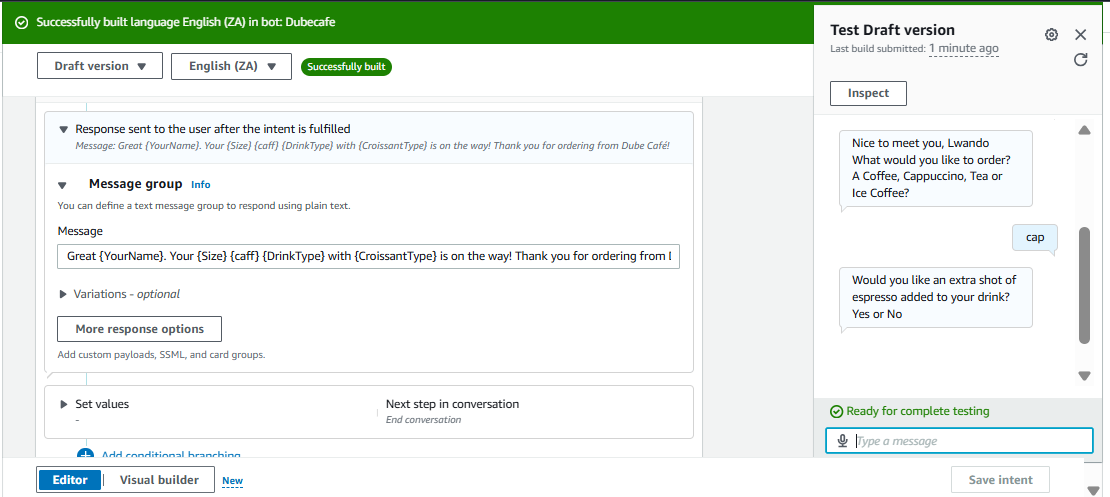 Successfully built language English (ZA) in bot: Dubecafe
Draft version
English (ZA)
Successfully built
Response sent to the user after the intent is fulfilled
Message: Great {YourName}. Your {Size} {caff} {DrinkType} with {CroissantType} is on the way! Thank you for ordering from Dube Café!
Message group Info
You can define a text message group to respond using plain text.
Message
Great {YourName}. Your {Size} {caff} {DrinkType} with {CroissantType} is on the way! Thank you for ordering from
Variations - optional
More response options
Add custom payloads, SSML, and card groups.
Set values
-
Next step in conversation
End conversation
Add conditional branching
Editor
Visual builder
New
Save intent
Test Draft version
Last build submitted: 1 minute ago
Inspect
Nice to meet you, Lwando
What would you like to order?
A Coffee, Cappuccino, Tea or
Ice Coffee?
cap
Would you like an extra shot of
espresso added to your drink?
Yes or No
Ready for complete testing
Type a message